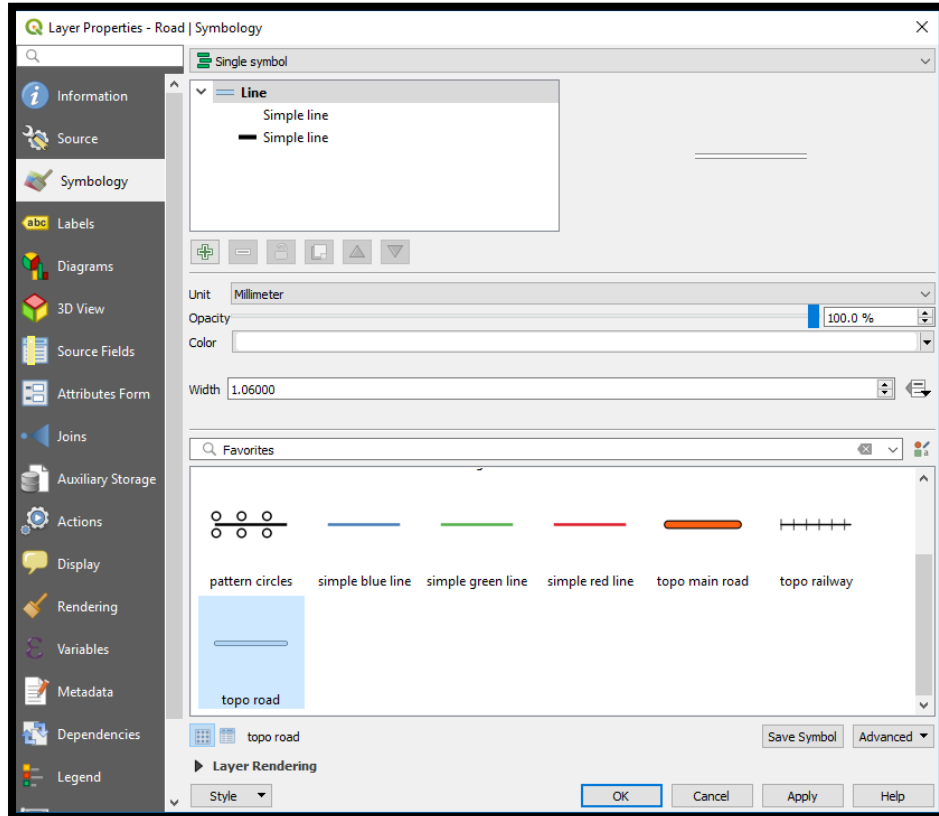 Layer Properties - Road | Symbology
Single symbol
Information
Source
Symbology
Labels
abc
Diagrams
3D View
Source Fields
Attributes Form
Joins
Auxiliary Storage
Actions
Display
Rendering
Variables
Metadata
Dependencies
Legend
Line
Simple line
Simple line
Unit Millimeter
Opacity 100.0 %
Color
Width 1.06000
Favorites
pattern circles simple blue line simple green line simple red line topo main road topo railway
topo road
topo road Save Symbol Advanced
Layer Rendering
Style OK Cancel Apply Help